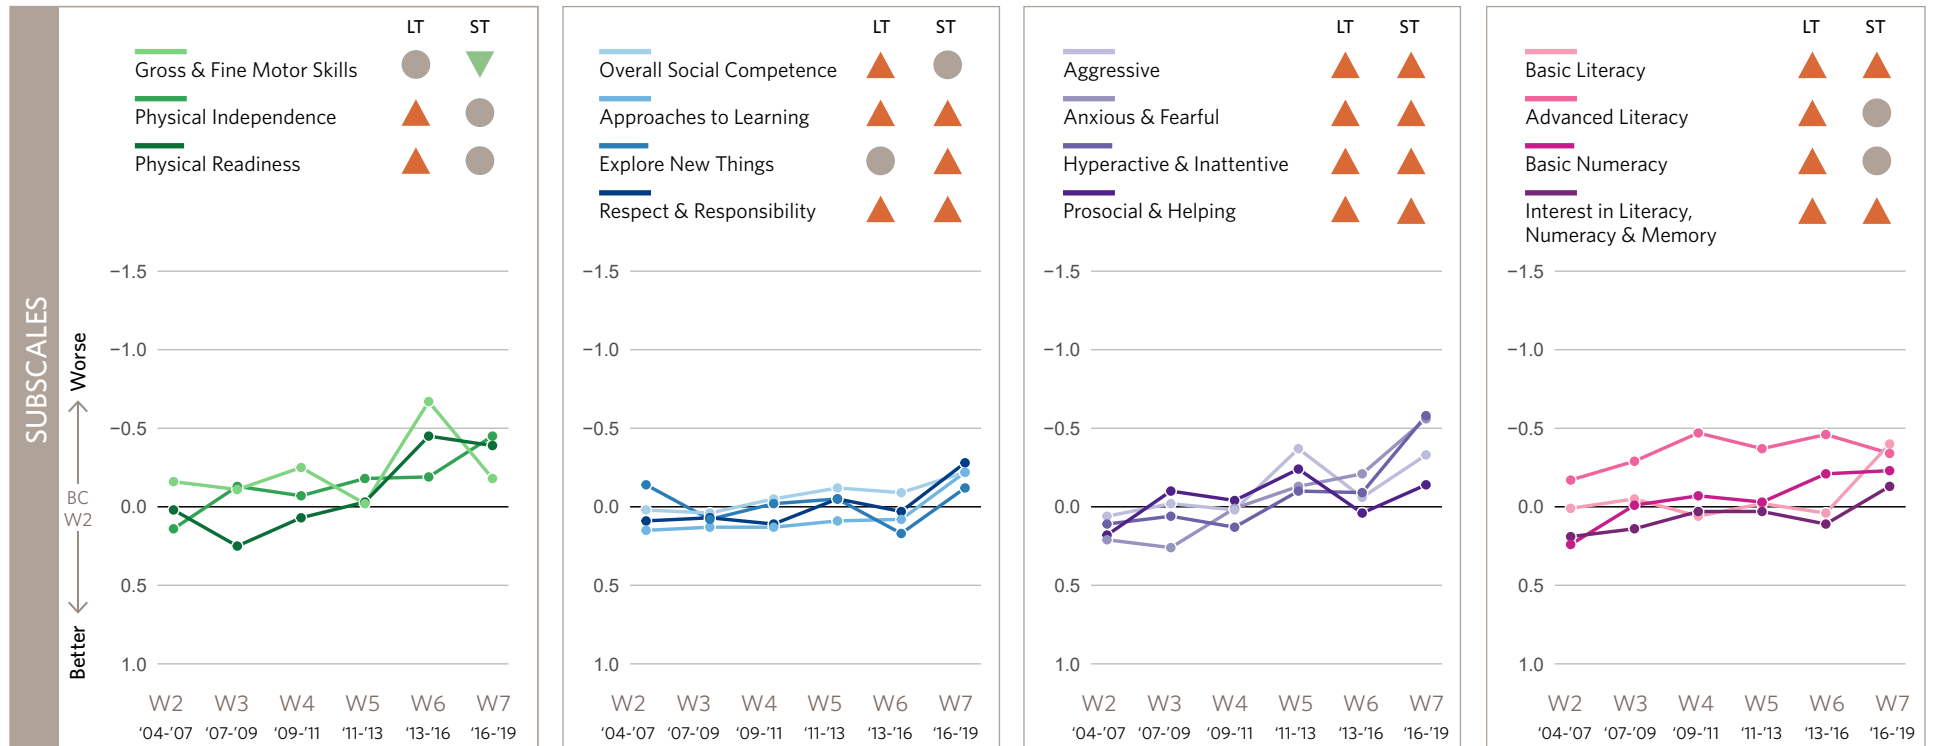 SUBSCALES
Worse
BC
W2
Better
LT ST
Gross & Fine Motor Skills
Physical Independence
Physical Readiness
−1.5
−1.0
−0.5
0.0
0.5
1.0
W2 W3 W4 W5 W6 W7
‘04-’07 ‘07-’09 ‘09-’11 ‘11-’13 ‘13-’16 ‘16-’19
LT ST
Overall Social Competence
Approaches to Learning
Explore New Things
Respect & Responsibility
−1.5
−1.0
−0.5
0.0
0.5
1.0
W2 W3 W4 W5 W6 W7
‘04-’07 ‘07-’09 ‘09-’11 ‘11-’13 ‘13-’16 ‘16-’19
LT ST
Aggressive
Anxious & Fearful
Hyperactive & Inattentive
Prosocial & Helping
−1.5
−1.0
−0.5
0.0
0.5
1.0
W2 W3 W4 W5 W6 W7
‘04-’07 ‘07-’09 ‘09-’11 ‘11-’13 ‘13-’16 ‘16-’19
LT ST
Basic Literacy
Advanced Literacy
Basic Numeracy
Interest in Literacy,
Numeracy & Memory
−1.5
−1.0
−0.5
0.0
0.5
1.0
W2 W3 W4 W5 W6 W7
‘04-’07 ‘07-’09 ‘09-’11 ‘11-’13 ‘13-’16 ‘16-’19